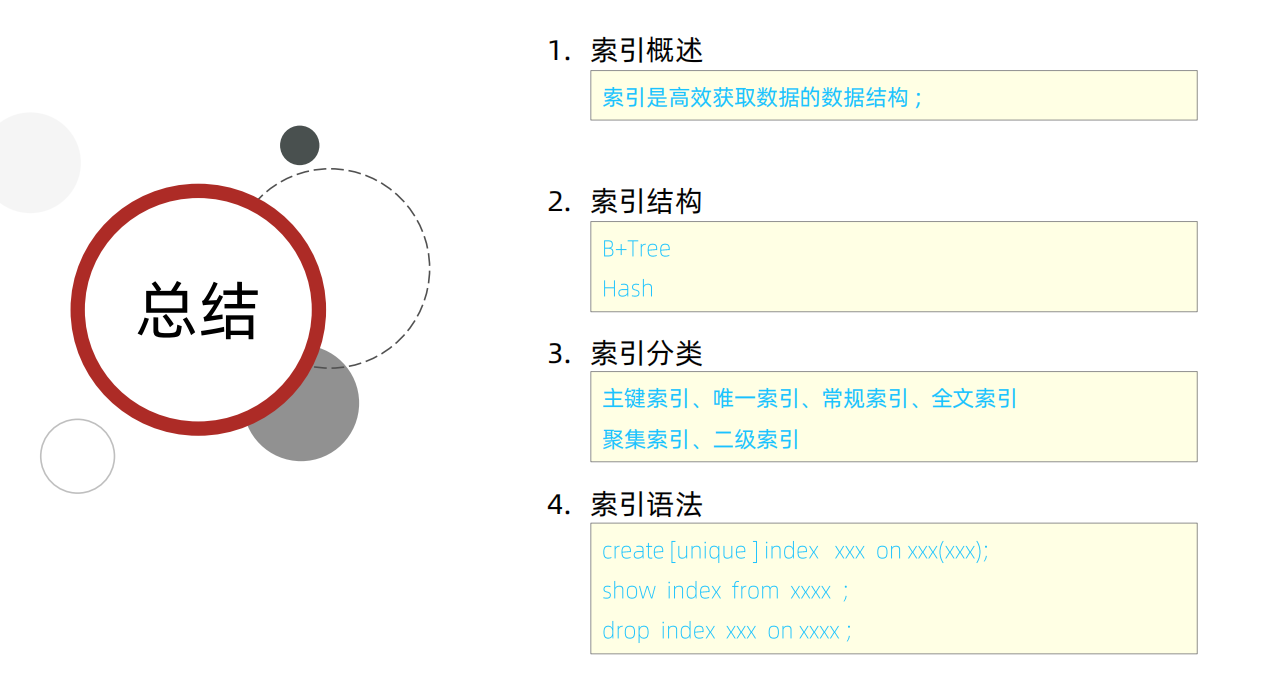 总结
1. 索引概述
索引是高效获取数据的数据结构；
2. 索引结构
B+Tree
Hash
3. 索引分类
主键索引、唯一索引、常规索引、全文索引
聚集索引、二级索引
4. 索引语法
create [unique ] index xxx on xxx(xxx);
show index from xxxx ;
drop index xxx on xxxx ;